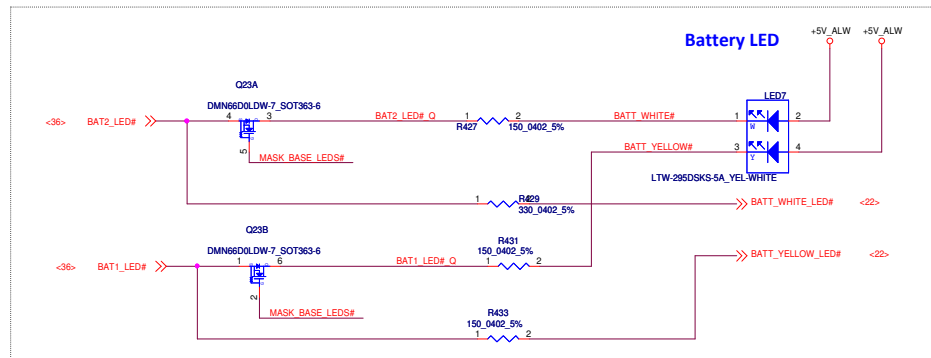 Battery LED
+5V_ALW
+5V_ALW
Q23A
DMN66D0LDW-7_SOT363-6
LED7
<36>
BAT2_LED#
4
3
BAT2_LED#_Q
1
2
R427
150_0402_5%
BATT_WHITE#
1
2
W
5
MASK_BASE_LEDS#
BATT_YELLOW#
3
4
Y
LTW-295DSKS-5A_YEL-WHITE
1
2
R429
330_0402_5%
BATT_WHITE_LED#
<22>
Q23B
DMN66D0LDW-7_SOT363-6
R431
150_0402_5%
<36>
BAT1_LED#
1
6
BAT1_LED#_Q
1
2
BATT_YELLOW_LED#
<22>
2
MASK_BASE_LEDS#
R433
150_0402_5%
1
2